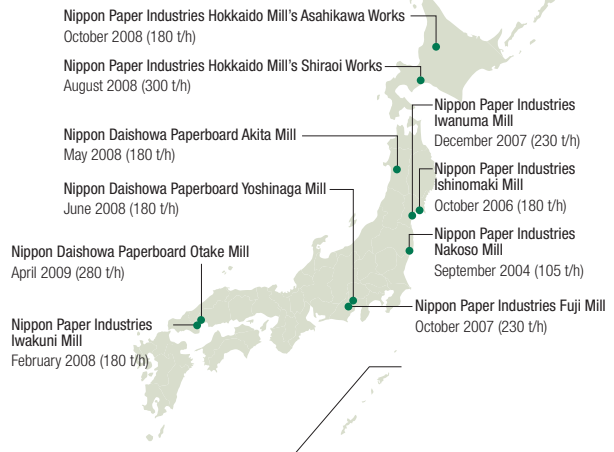 Nippon Paper Industries Hokkaido Mill's Asahikawa Works
October 2008 (180 t/h)
Nippon Paper Industries Hokkaido Mill's Shiraoi Works
August 2008 (300 t/h)
Nippon Paper Industries
Iwanuma Mill
December 2007 (230 t/h)
Nippon Daishowa Paperboard Akita Mill
May 2008 (180 t/h)
Nippon Paper Industries
Ishinomaki Mill
October 2006 (180 t/h)
Nippon Daishowa Paperboard Yoshinaga Mill
June 2008 (180 t/h)
Nippon Paper Industries
Nakoso Mill
September 2004 (105 t/h)
Nippon Daishowa Paperboard Otake Mill
April 2009 (280 t/h)
Nippon Paper Industries Fuji Mill
October 2007 (230 t/h)
Nippon Paper Industries
Iwakuni Mill
February 2008 (180 t/h)